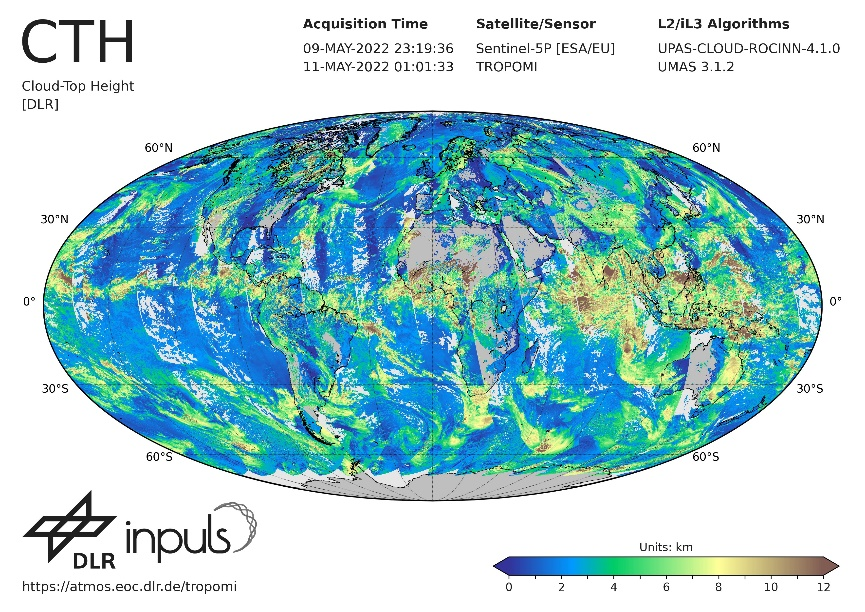 CTH
Cloud-Top Height
[DLR]
Acquisition Time
09-MAY-2022 23:19:36
11-MAY-2022 01:01:33
Satellite/Sensor
Sentinel-5P [ESA/EU]
TROPOMI
L2/iL3 Algorithms
UPAS-CLOUD-ROCINN-4.1.0
UMAS 3.1.2
60°N 60°N
30°N 30°N
0° 0°
30°S 30°S
60°S 60°S
DLR
inpuls
https://atmos.eoc.dlr.de/tropomi
Units: km
0 2 4 6 8 10 12